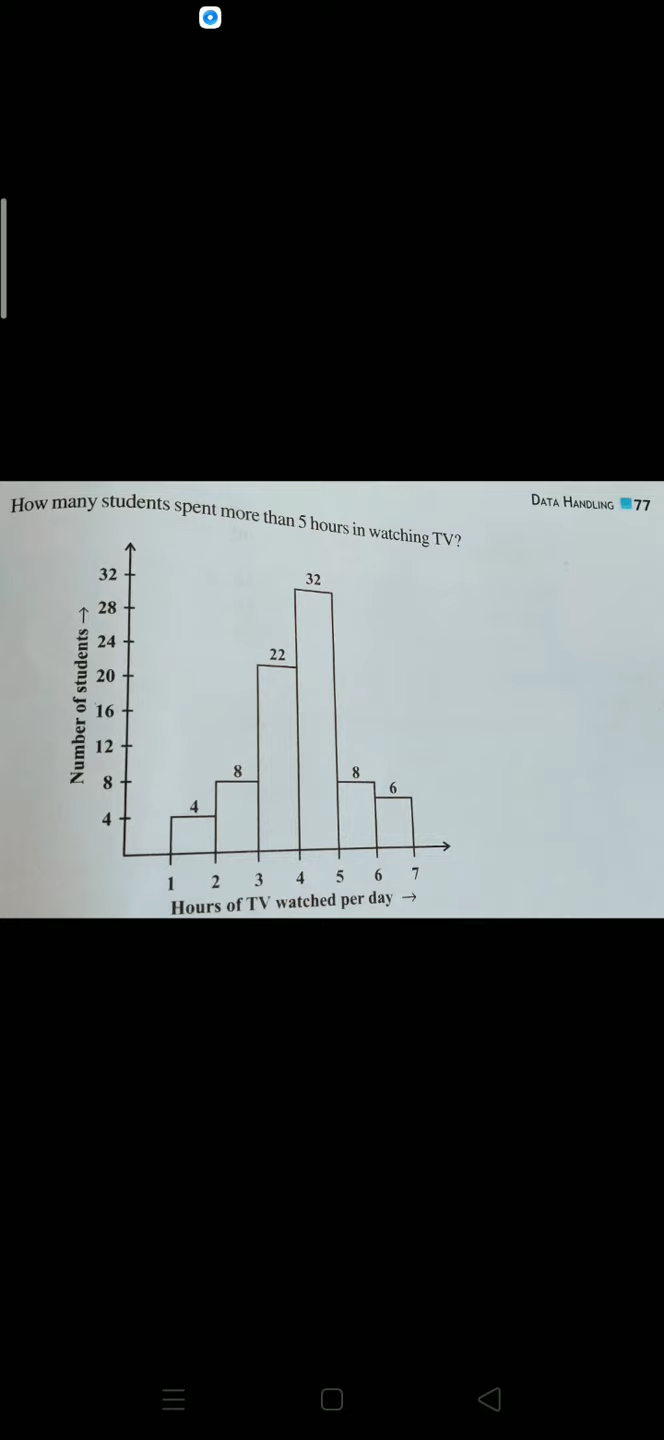 How many students spent more than 5 hours in watching TV?
DATA HANDLING 77
32
32
28
24
22
20
16
12
8
8
8
6
4
4
1 2 3 4 5 6 7
Number of students →
Hours of TV watched per day →